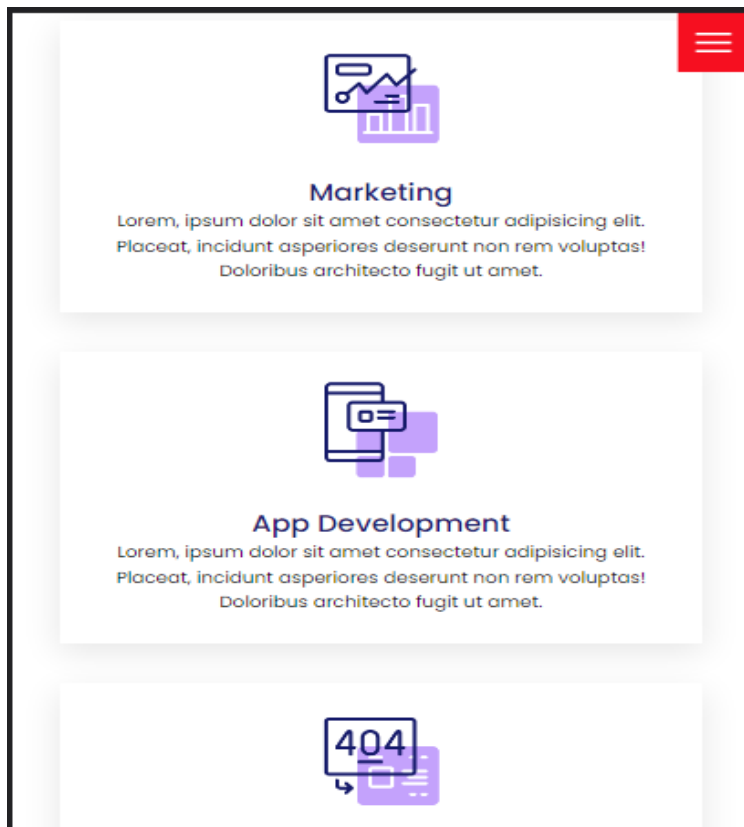 Marketing
Lorem, ipsum dolor sit amet consectetur adipisicing elit.
Placeat, incidunt asperiores deserunt non rem voluptas!
Doloribus architecto fugit ut amet.
App Development
Lorem, ipsum dolor sit amet consectetur adipisicing elit.
Placeat, incidunt asperiores deserunt non rem voluptas!
Doloribus architecto fugit ut amet.
404